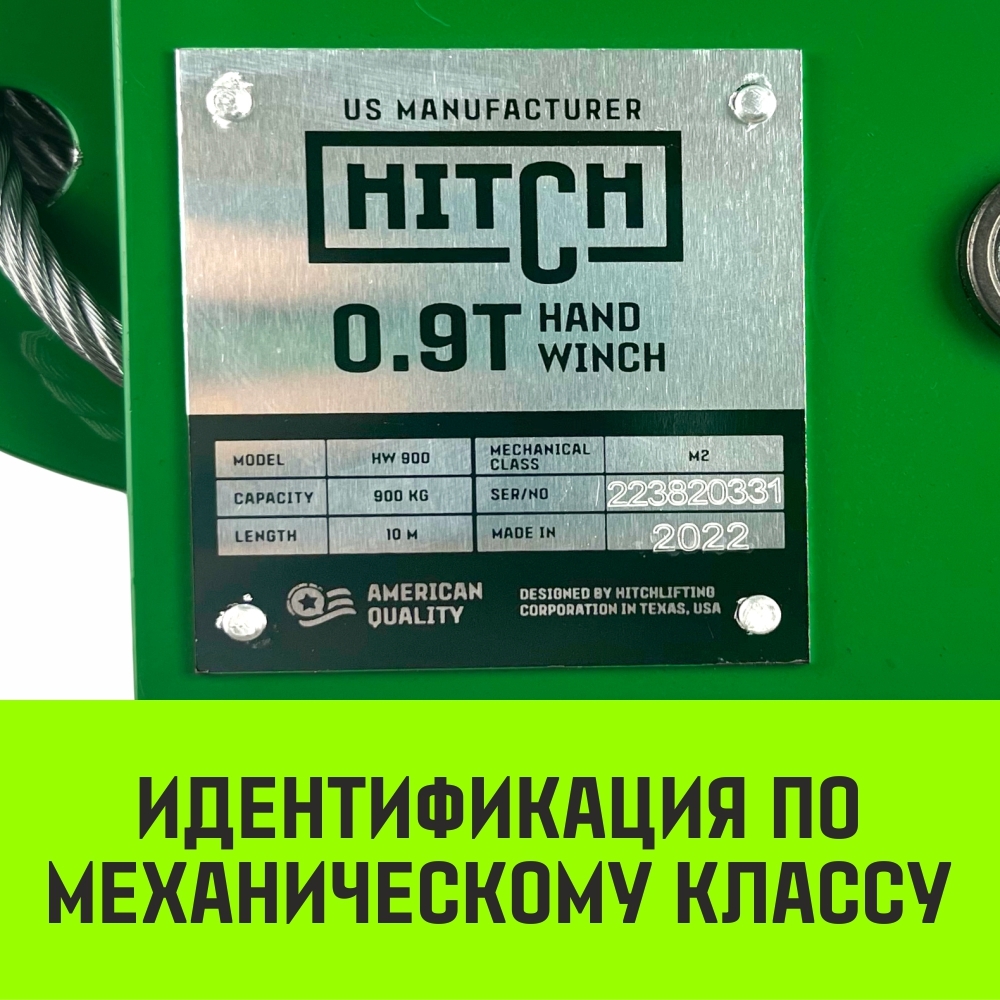 US MANUFACTURER
HITCH
0.9T HAND WINCH
MODEL HW 900 MECHANICAL CLASS M2
CAPACITY 900 KG SER/NO 223820331
LENGTH 10 M MADE IN 2022
AMERICAN QUALITY
DESIGNED BY HITCHLIFTING
CORPORATION IN TEXAS, USA
ИДЕНТИФИКАЦИЯ ПО
МЕХАНИЧЕСКОМУ КЛАССУ